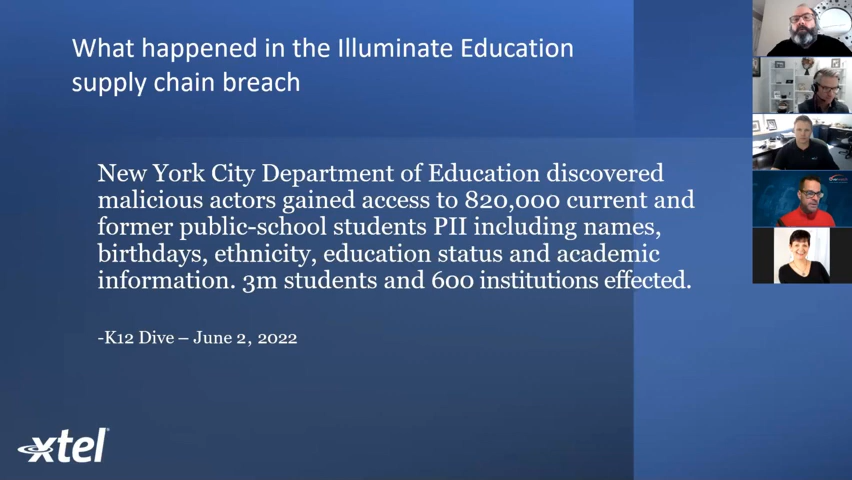 What happened in the Illuminate Education
supply chain breach
New York City Department of Education discovered
malicious actors gained access to 820,000 current and
former public-school students PII including names,
birthdays, ethnicity, education status and academic
information. 3m students and 600 institutions effected.
-K12 Dive – June 2, 2022
xtel